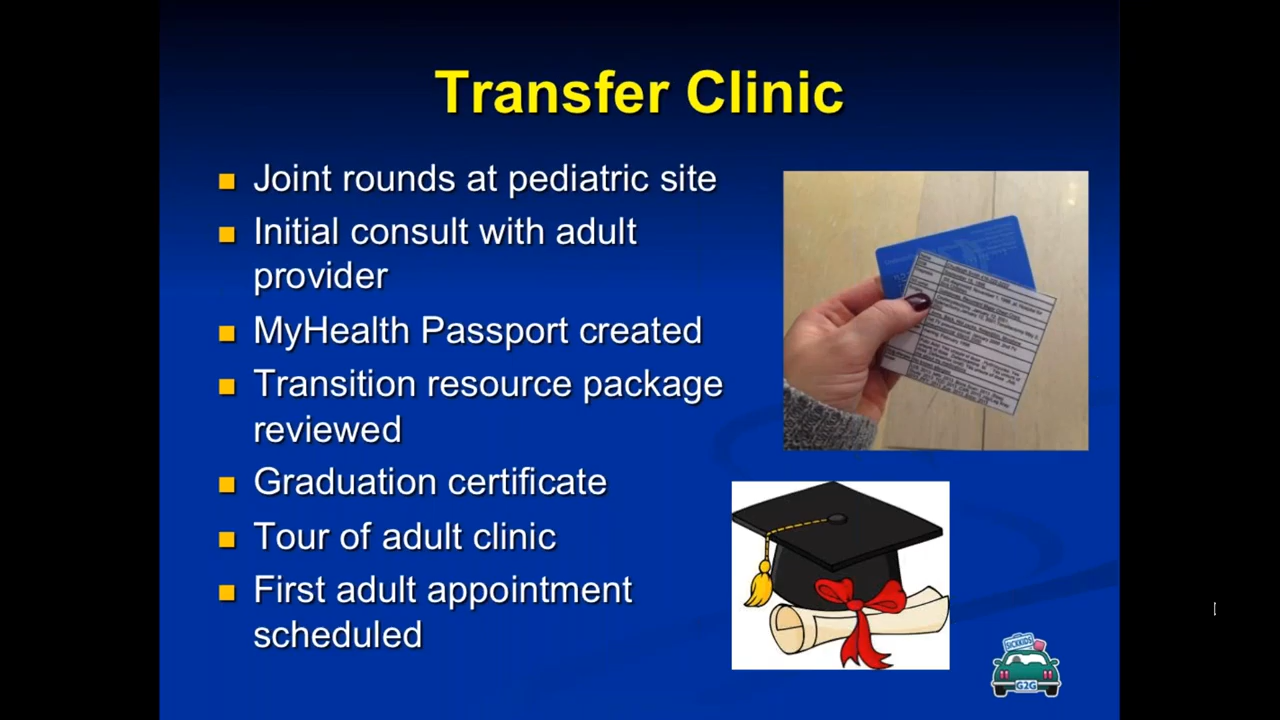 Transfer Clinic
Joint rounds at pediatric site
Initial consult with adult
provider
MyHealth Passport created
Transition resource package
reviewed
Graduation certificate
Tour of adult clinic
First adult appointment
scheduled
SICKKIDS
G2G